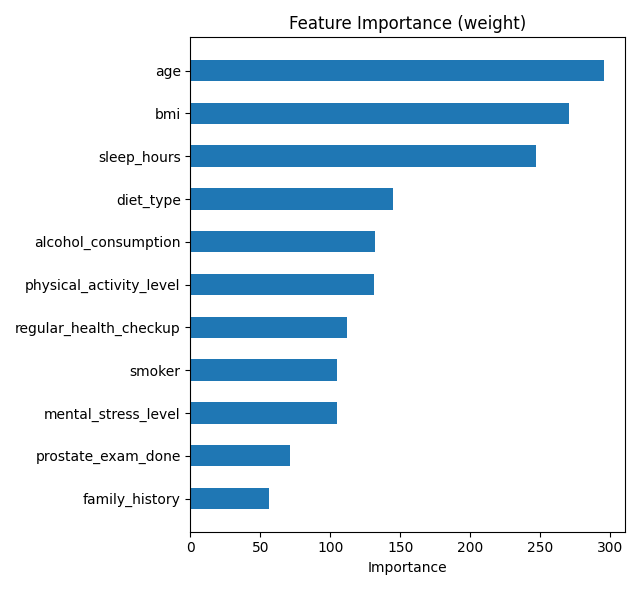 Feature Importance (weight)
age
bmi
sleep_hours
diet_type
alcohol_consumption
physical_activity_level
regular_health_checkup
smoker
mental_stress_level
prostate_exam_done
family_history
0 50 100 150 200 250 300
Importance